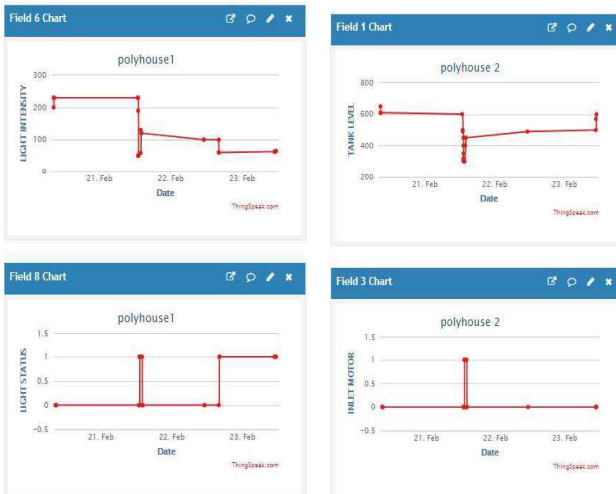 Field 6 Chart
polyhouse1
300
200
100
0
LIGHT INTENSITY
21. Feb 22. Feb 23. Feb
Date
ThingSpeak.com
Field 1 Chart
polyhouse 2
800
600
400
200
TANK LEVEL
21. Feb 22. Feb 23. Feb
Date
ThingSpeak.com
Field 8 Chart
polyhouse1
1.5
1
0.5
0
-0.5
LIGHT STATUS
21. Feb 22. Feb 23. Feb
Date
ThingSpeak.com
Field 3 Chart
polyhouse 2
1.5
1
0.5
0
-0.5
INLET MOTOR
21. Feb 22. Feb 23. Feb
Date
ThingSpeak.com